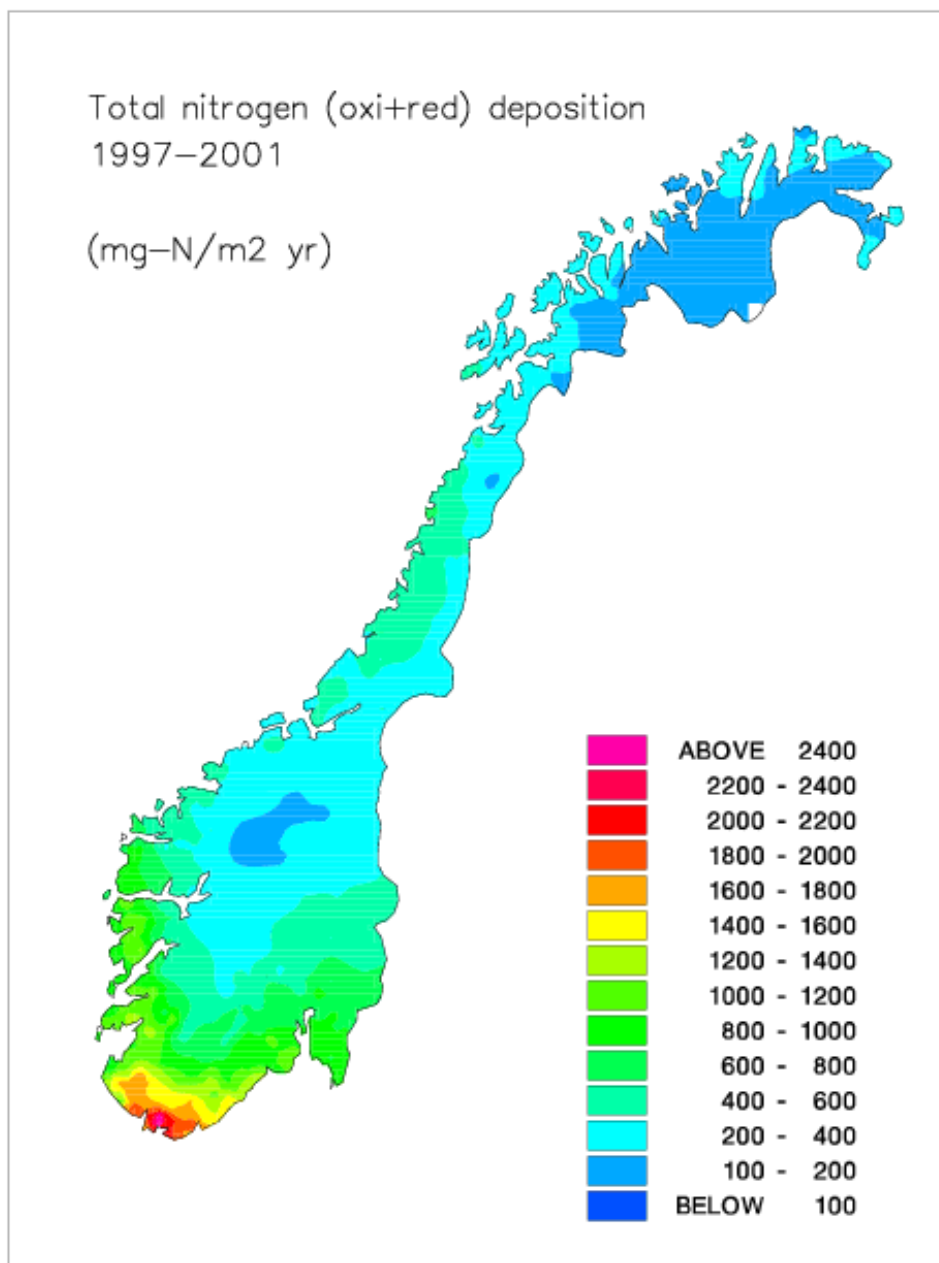 Total nitrogen (oxi+red) deposition
1997-2001
(mg-N/m2 yr)
ABOVE 2400
2200 - 2400
2000 - 2200
1800 - 2000
1600 - 1800
1400 - 1600
1200 - 1400
1000 - 1200
800 - 1000
600 - 800
400 - 600
200 - 400
100 - 200
BELOW 100